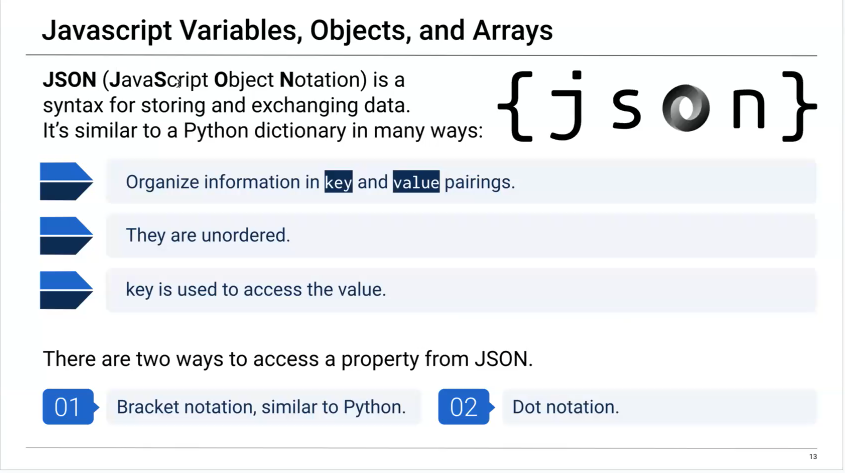 Javascript Variables, Objects, and Arrays
JSON (JavaScript Object Notation) is a
syntax for storing and exchanging data.
It's similar to a Python dictionary in many ways:
{json}
Organize information in key and value pairings.
They are unordered.
key is used to access the value.
There are two ways to access a property from JSON.
01 Bracket notation, similar to Python.
02 Dot notation.
13